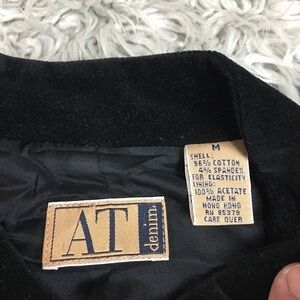 AT
denim.
M
SHELL:
96% COTTON
4% SPANDEX
FOR ELASTICITY
LINING:
100% ACETATE
MADE IN
HONG KONG
RN 85379
CARE OVER